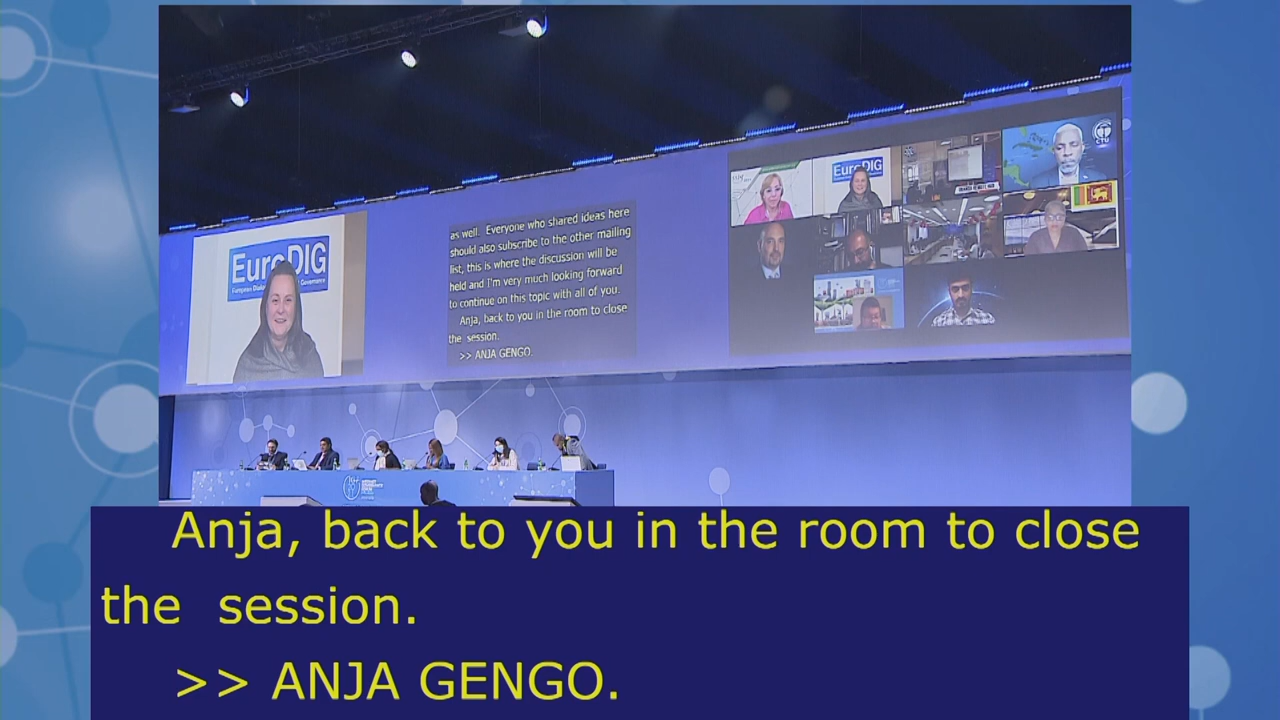 EuroDIG
as well. Everyone who shared ideas here
should also subscribe to the other mailing
list, this is where the discussion will be
held and I'm very much looking forward
to continue on this topic with all of you.
Anja, back to you in the room to close
the session.
>> ANJA GENGO.
EuroDIG
CTU
Anja, back to you in the room to close
the session.
>> ANJA GENGO.